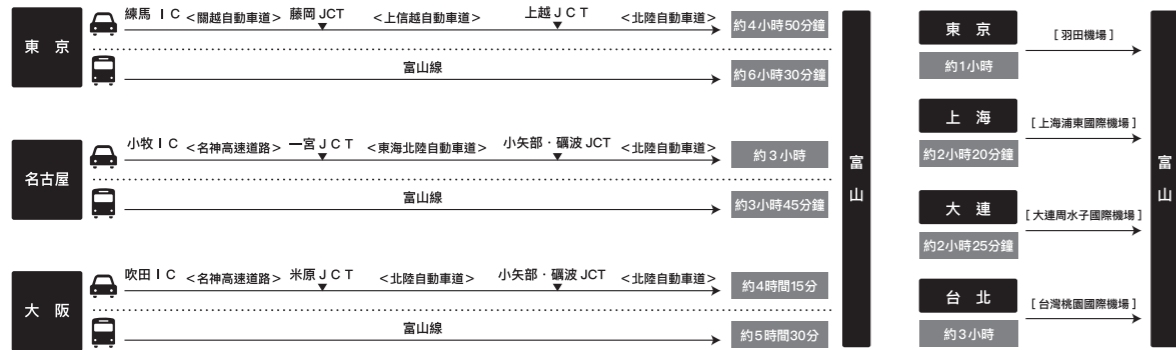 東 京
練馬 ＩＣ <關越自動車道> 藤岡 JCT <上信越自動車道> 上越ＪＣＴ <北陸自動車道> 約4小時50分鐘
富山線 約6小時30分鐘
名古屋
小牧ＩＣ <名神高速道路> 一宮ＪＣＴ <東海北陸自動車道> 小矢部・礪波 JCT <北陸自動車道> 約３小時
富山線 約3小時45分鐘
大 阪
吹田ＩＣ <名神高速道路> 米原ＪＣＴ <北陸自動車道> 小矢部・礪波 JCT <北陸自動車道> 約4時間15分
富山線 約5時間30分
富山
東 京
約1小時
[ 羽田機場 ]
上 海
約2小時20分鐘
[ 上海浦東國際機場 ]
大 連
約2小時25分鐘
[ 大連周水子國際機場 ]
台 北
約3小時
[ 台灣桃園國際機場 ]
富山